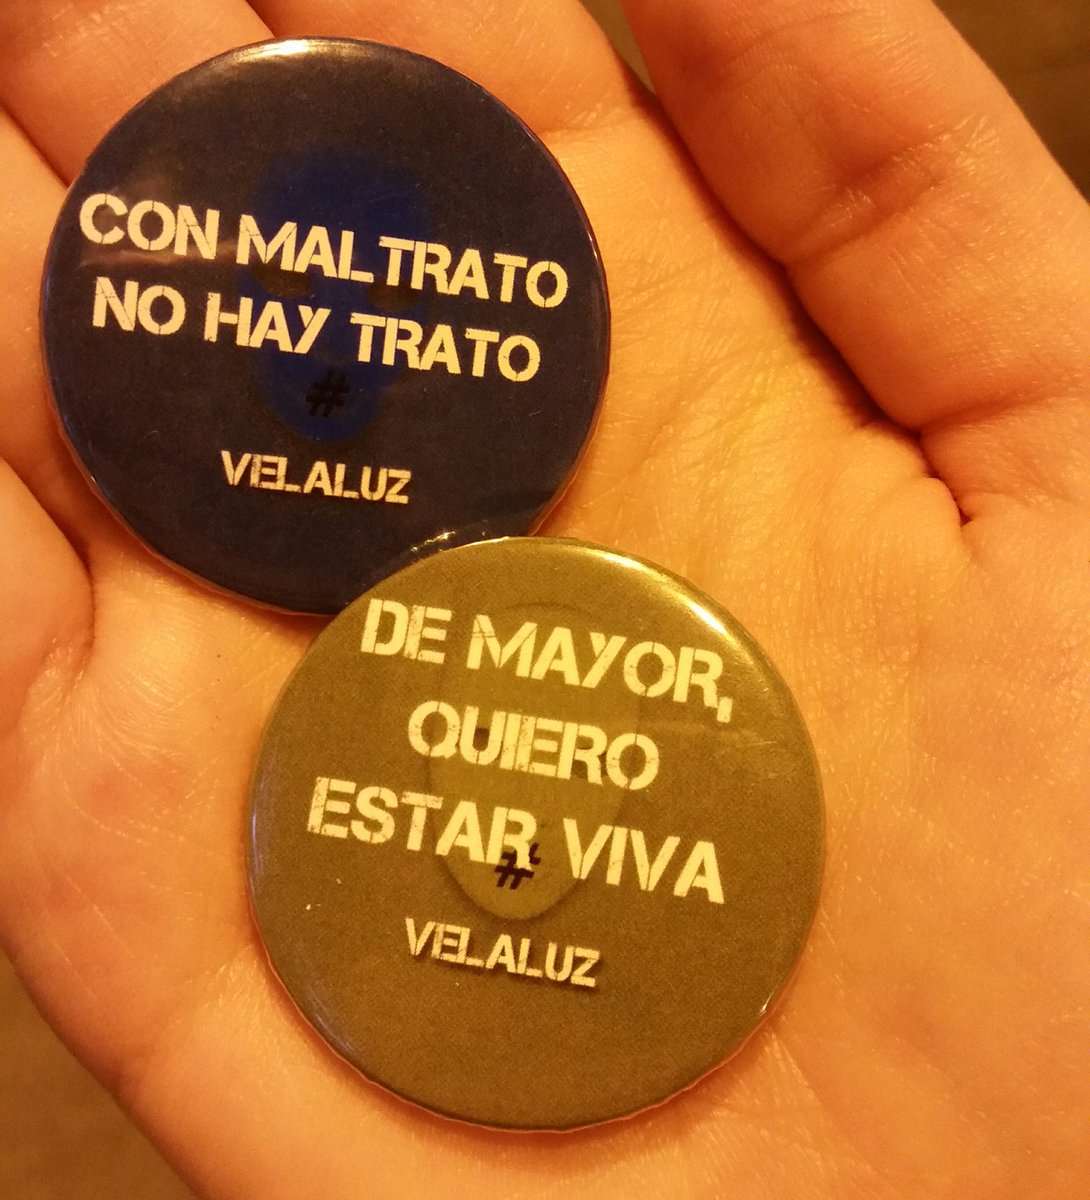 CON MALTRATO
NO HAY TRATO
#
VELALUZ
DE MAYOR,
QUIERO
ESTAR VIVA
#
VELALUZ